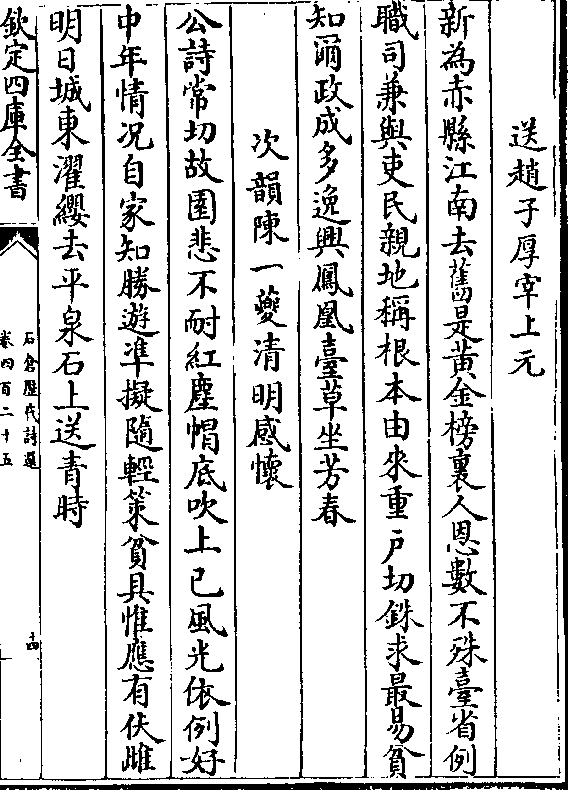 送趙子厚宰上元
新為赤縣江南去舊是黃金榜裏人恩數不殊臺省例
職司兼與吏民親地稱根本由來重戶切銖求最易貧
知爾政成多逸興鳳凰臺草坐芳春
次韻陳一夔清明感懷
公詩常切故園悲不耐紅塵帽底吹上已風光依例好
中年情况自家知勝遊準擬隨輕策貧具惟應有伏雌
明日城東濯纓去平泉石上送青時
欽定四庫全書
石倉歷代詩選
卷四百二十五
十四